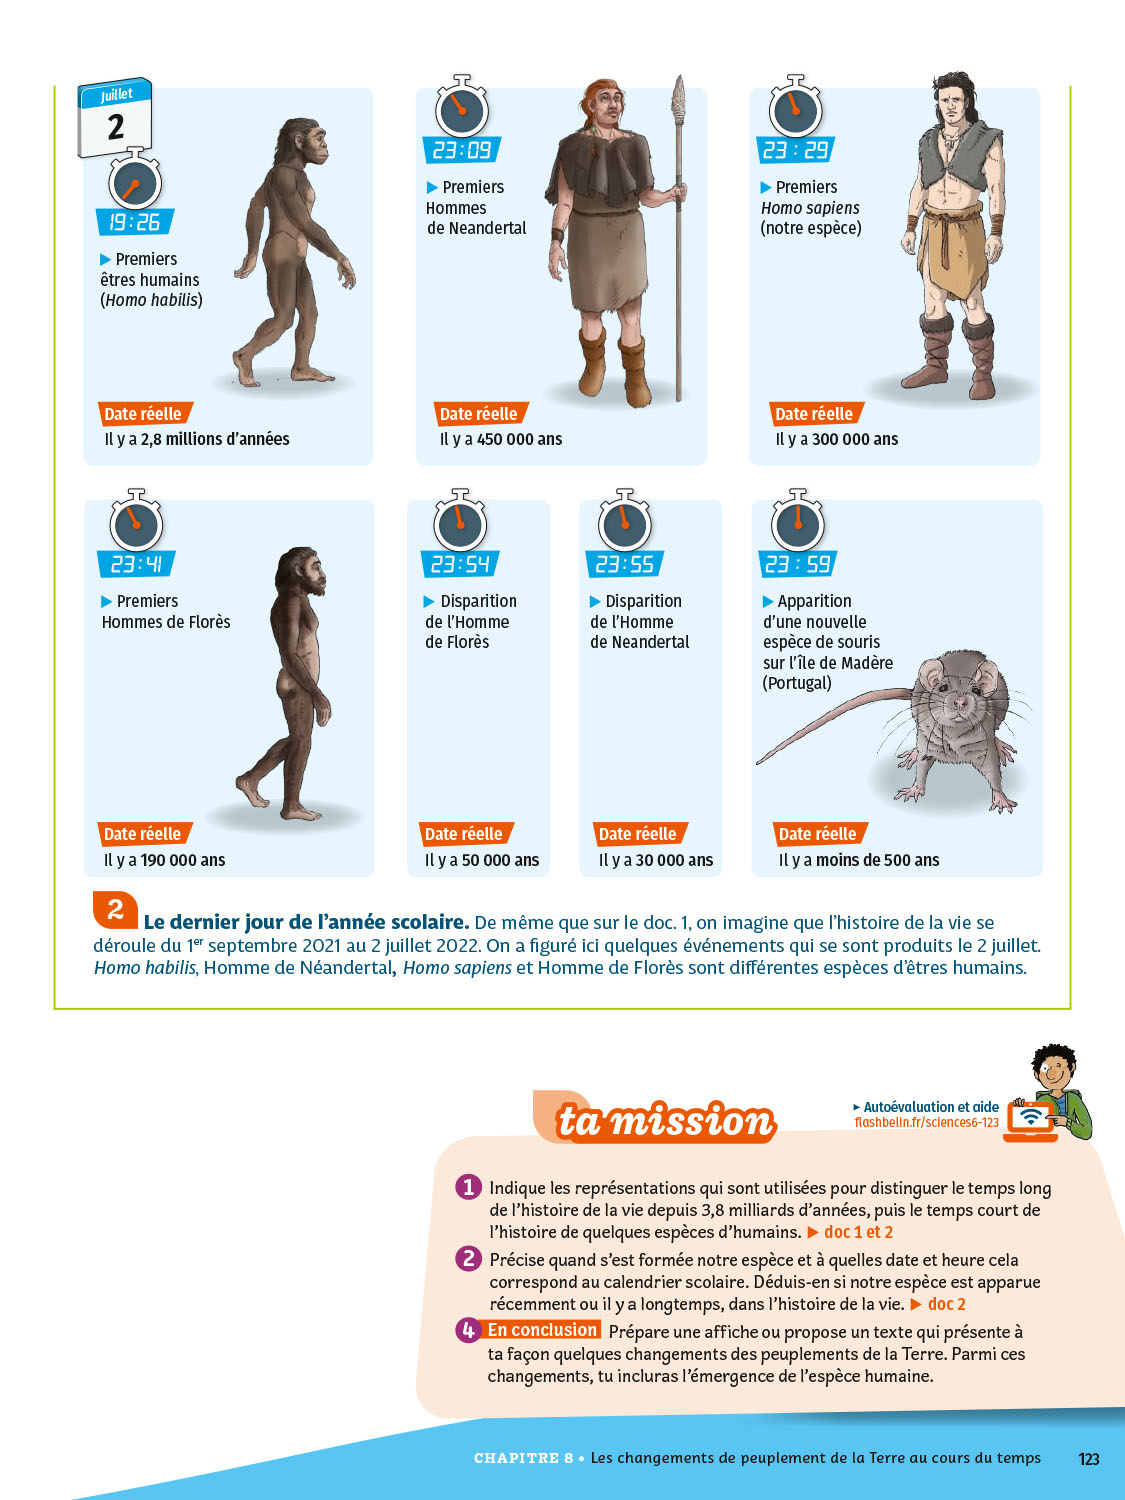 Juillet
2
19:26
▶ Premiers
êtres humains
(Homo habilis)
Date réelle
Il y a 2,8 millions d'années
23:09
▶ Premiers
Hommes
de Neandertal
Date réelle
Il y a 450 000 ans
23:29
▶ Premiers
Homo sapiens
(notre espèce)
Date réelle
Il y a 300 000 ans
23:41
▶ Premiers
Hommes de Florès
Date réelle
Il y a 190 000 ans
23:54
▶ Disparition
de l'Homme
de Florès
Date réelle
Il y a 50 000 ans
23:55
▶ Disparition
de l'Homme
de Neandertal
Date réelle
Il y a 30 000 ans
23:59
▶ Apparition
d'une nouvelle
espèce de souris
sur l'île de Madère
(Portugal)
Date réelle
Il y a moins de 500 ans
2 Le dernier jour de l'année scolaire. De même que sur le doc. 1, on imagine que l'histoire de la vie se
déroule du 1er septembre 2021 au 2 juillet 2022. On a figuré ici quelques événements qui se sont produits le 2 juillet.
Homo habilis, Homme de Néandertal, Homo sapiens et Homme de Florès sont différentes espèces d'êtres humains.
ta mission
▶ Autoévaluation et aide
flashbelin.fr/sciences6-123
1 Indique les représentations qui sont utilisées pour distinguer le temps long
de l'histoire de la vie depuis 3,8 milliards d'années, puis le temps court de
l'histoire de quelques espèces d'humains. ▶ doc 1 et 2
2 Précise quand s'est formée notre espèce et à quelles date et heure cela
correspond au calendrier scolaire. Déduis-en si notre espèce est apparue
récemment ou il y a longtemps, dans l'histoire de la vie. ▶ doc 2
4 En conclusion Prépare une affiche ou propose un texte qui présente à
ta façon quelques changements des peuplements de la Terre. Parmi ces
changements, tu incluras l'émergence de l'espèce humaine.
CHAPITRE 8 • Les changements de peuplement de la Terre au cours du temps 123